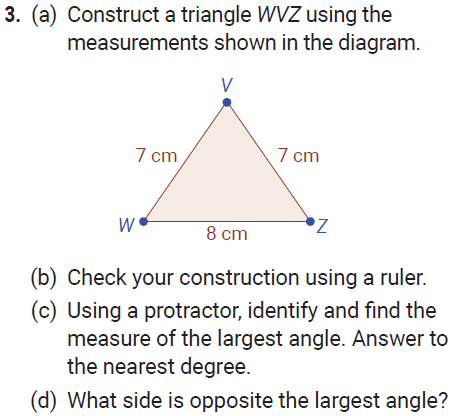 3. (a) Construct a triangle WVZ using the
measurements shown in the diagram.
V
7 cm 7 cm
W Z
8 cm
(b) Check your construction using a ruler.
(c) Using a protractor, identify and find the
measure of the largest angle. Answer to
the nearest degree.
(d) What side is opposite the largest angle?